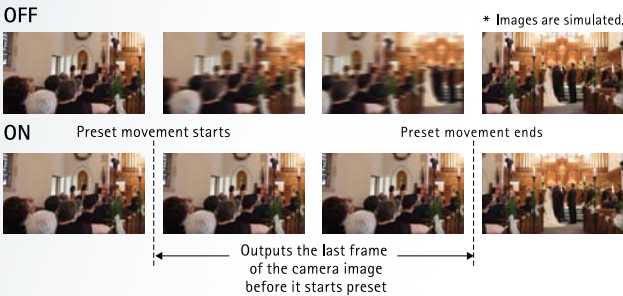 OFF
* Images are simulated.
ON
Preset movement starts
Preset movement ends
Outputs the last frame
of the camera image
before it starts preset